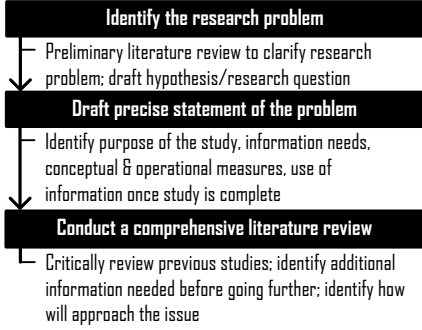 Identify the research problem
Preliminary literature review to clarify research
problem; draft hypothesis/research question
Draft precise statement of the problem
Identify purpose of the study, information needs,
conceptual & operational measures, use of
information once study is complete
Conduct a comprehensive literature review
Critically review previous studies; identify additional
information needed before going further; identify how
will approach the issue